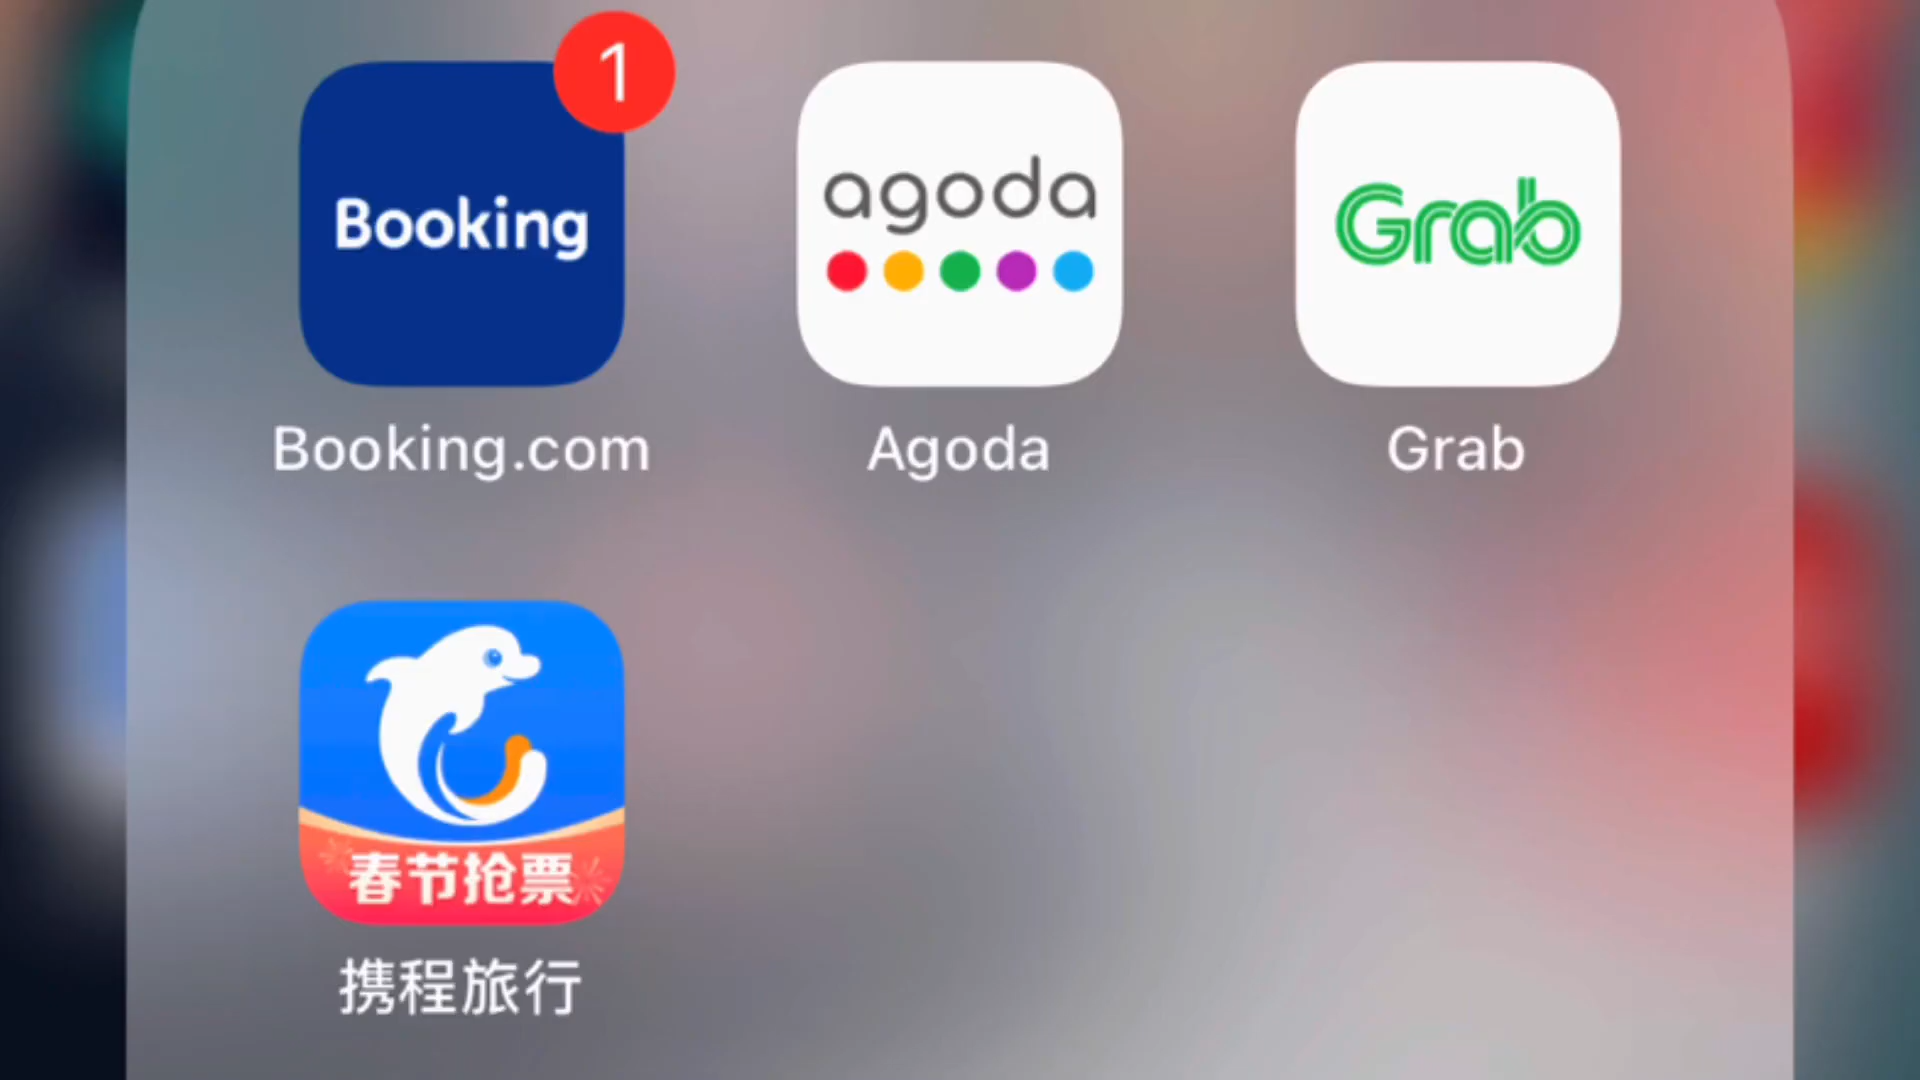 1
Booking
agoda
Grab
Booking.com
Agoda
Grab
春节抢票
携程旅行